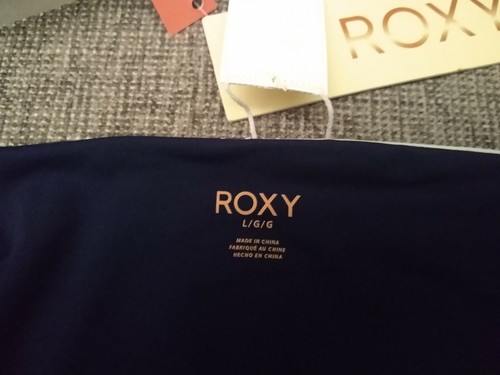 ROXY
ROXY
L/G/G
MADE IN CHINA
FABRIQUÉ AU CHINE
HECHO EN CHINA